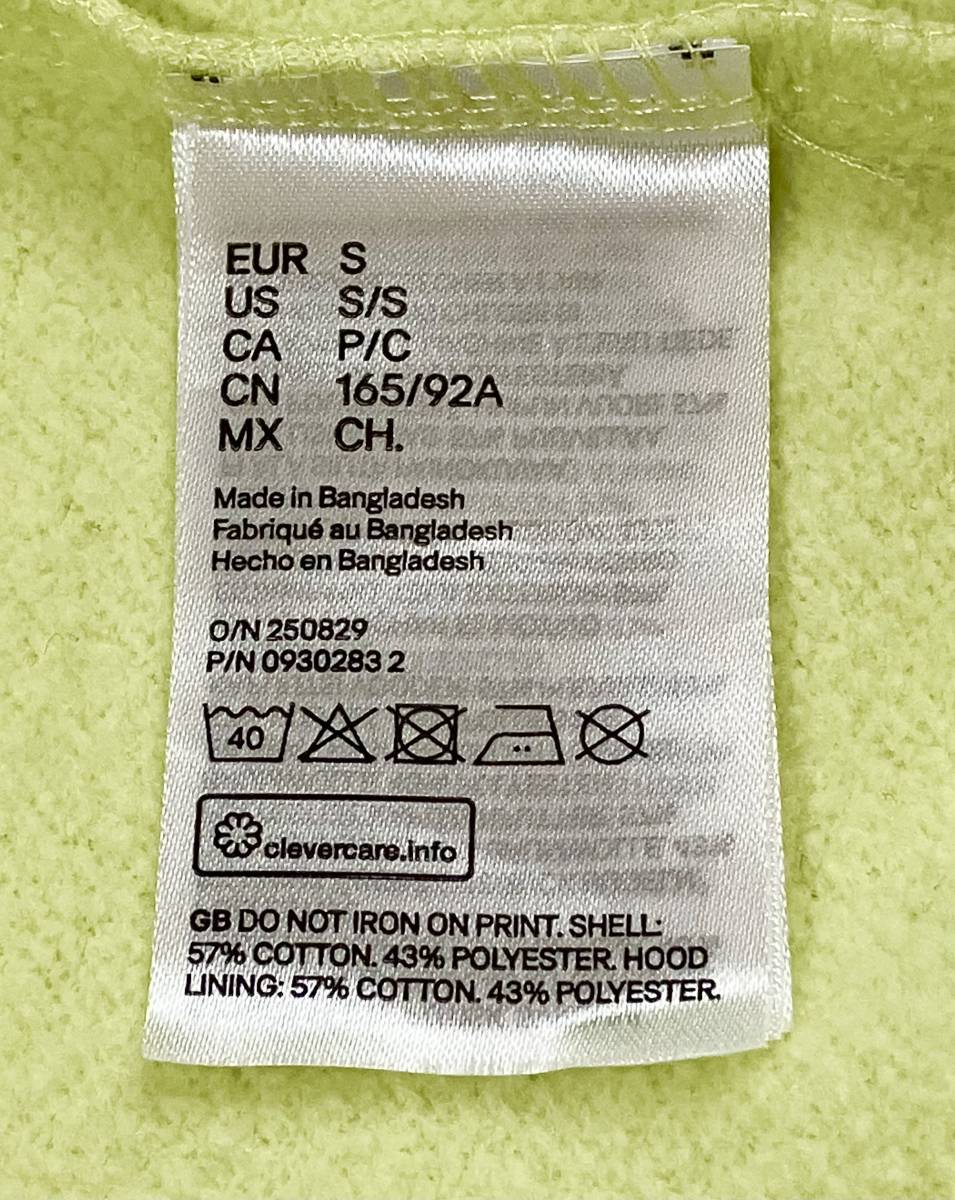 EUR S
US S/S
CA P/C
CN 165/92A
MX CH.
Made in Bangladesh
Fabriqué au Bangladesh
Hecho en Bangladesh
O/N 250829
P/N 0930283 2
40
clevercare.info
GB DO NOT IRON ON PRINT. SHELL:
57% COTTON. 43% POLYESTER. HOOD
LINING: 57% COTTON. 43% POLYESTER.